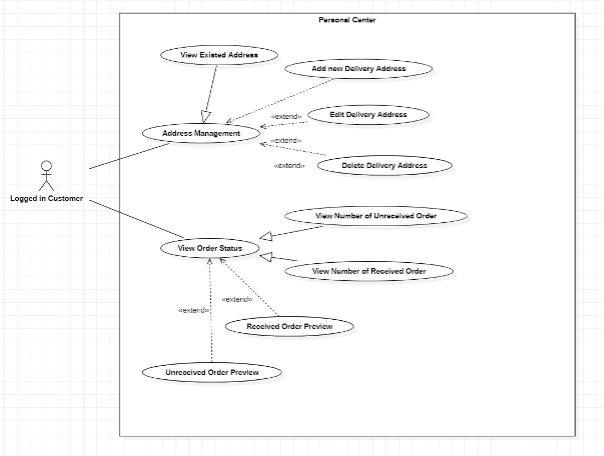 Personal Center
View Existed Address
Add new Delivery Address
«extend»
Edit Delivery Address
Address Management
«extend»
«extend»
Delete Delivery Address
Logged in Customer
View Number of Unreceived Order
View Order Status
View Number of Received Order
«extend»
«extend»
Received Order Preview
Unreceived Order Preview